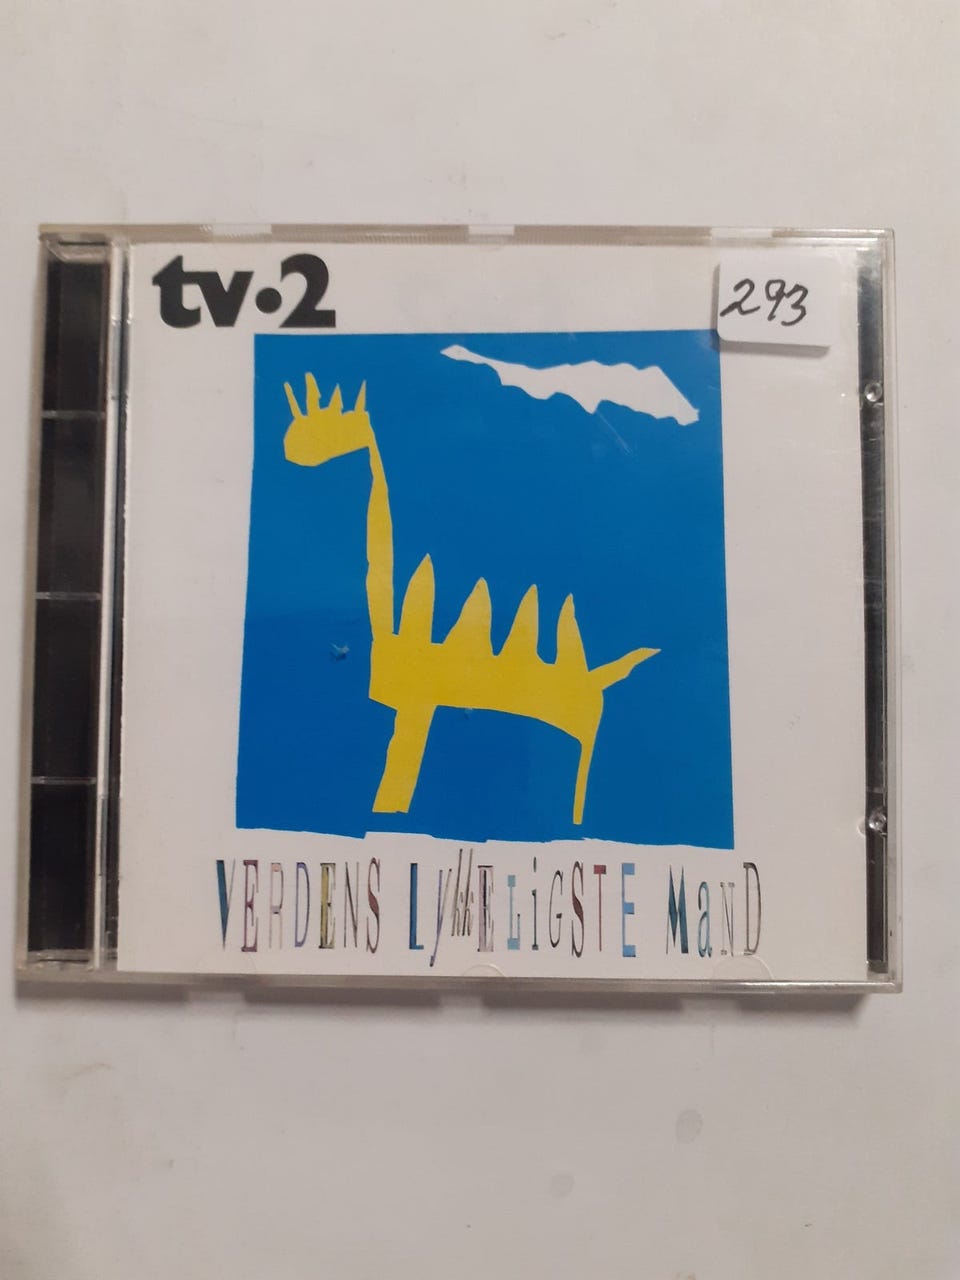 tv·2
293
VERDENS LykkELiGSTE MaND